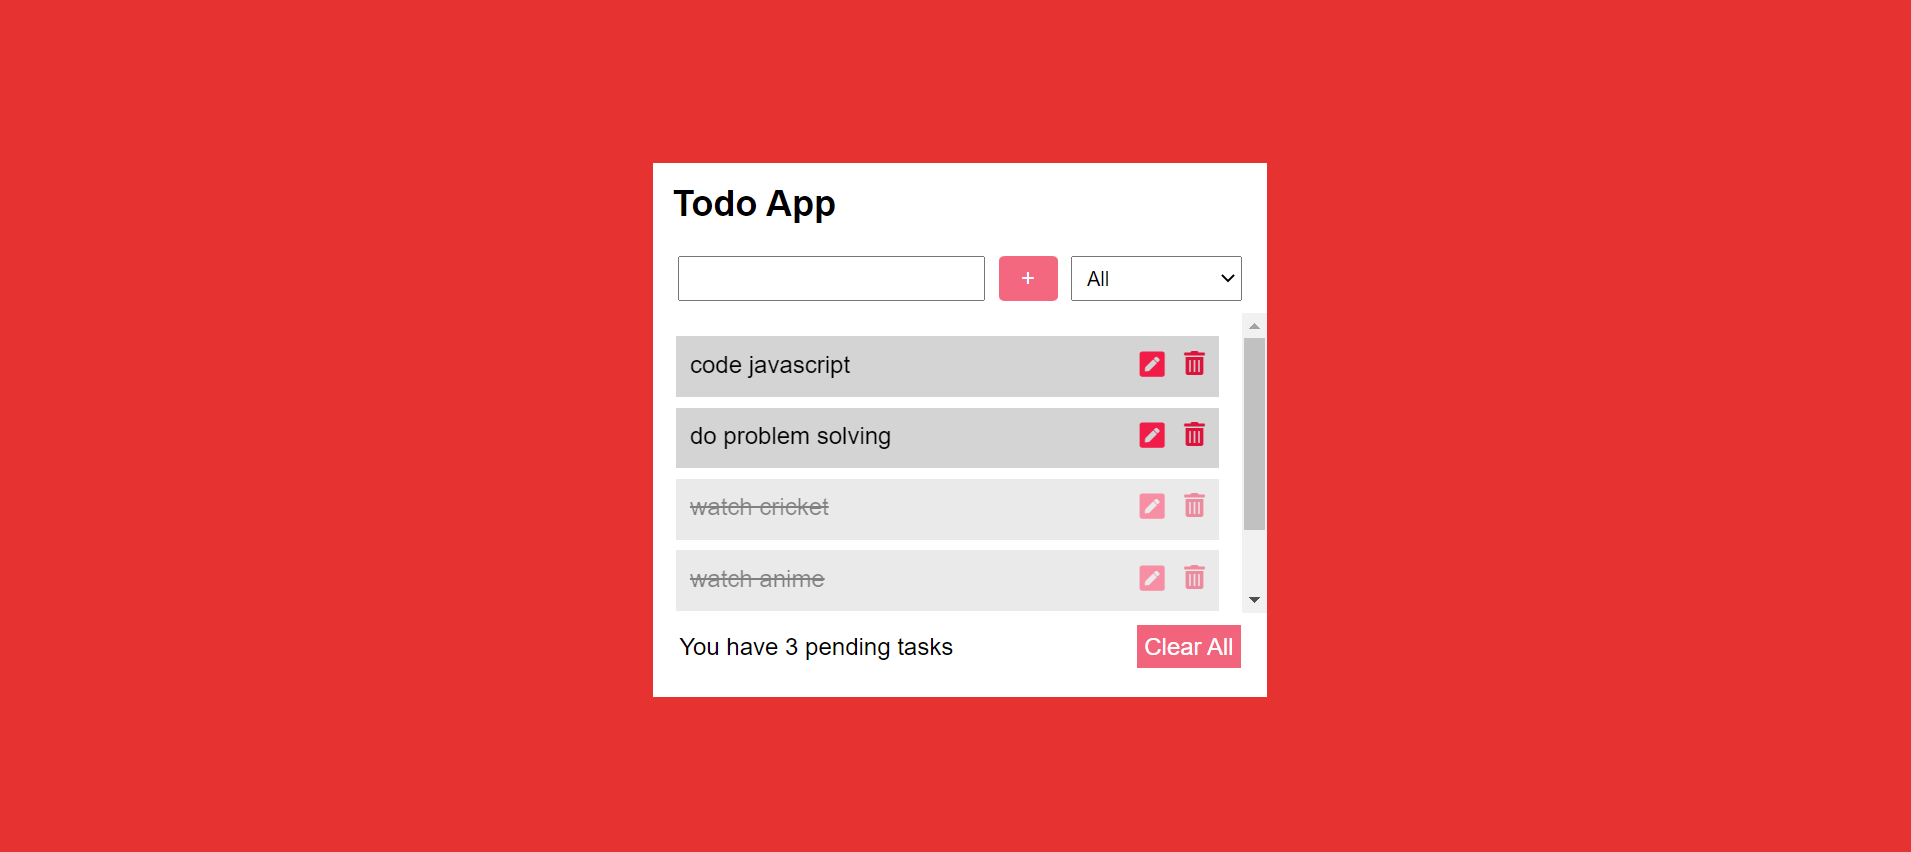 Todo App
+ All
code javascript
do problem solving
watch cricket
watch anime
You have 3 pending tasks Clear All